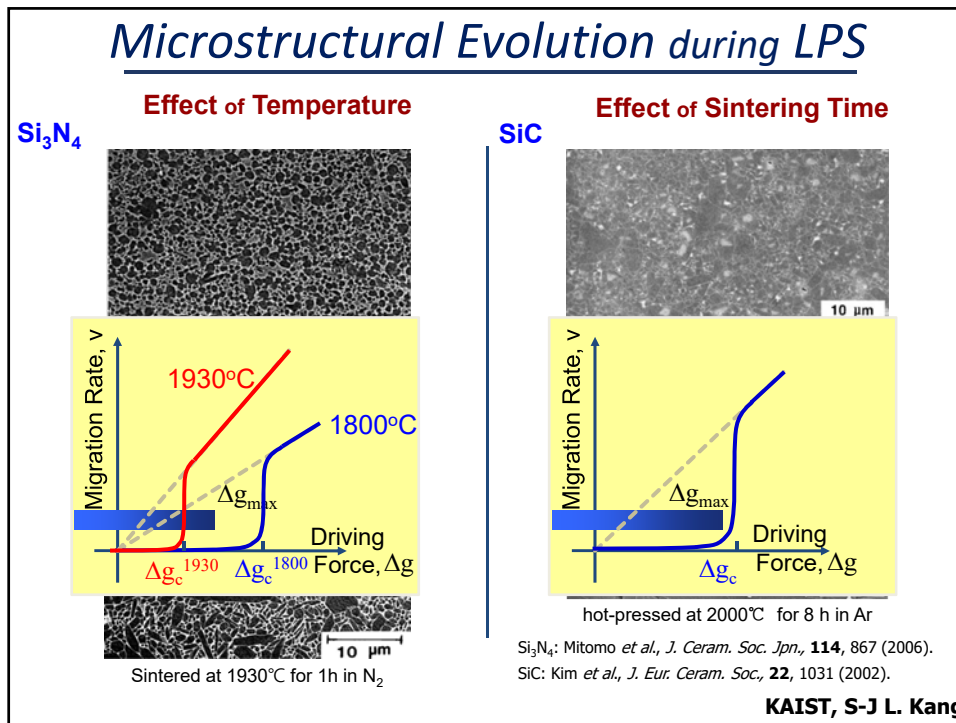 Microstructural Evolution during LPS
Effect of Temperature
Si₃N₄
Effect of Sintering Time
SiC
10 μm
Migration Rate, v
1930°C
1800°C
Δgmax
Driving
Force, Δg
Δgc¹⁹³⁰
Δgc¹⁸⁰⁰
Migration Rate, v
Δgmax
Driving
Force, Δg
Δgc
10 μm
Sintered at 1930℃ for 1h in N₂
hot-pressed at 2000℃ for 8 h in Ar
Si₃N₄: Mitomo et al., J. Ceram. Soc. Jpn., 114, 867 (2006).
SiC: Kim et al., J. Eur. Ceram. Soc., 22, 1031 (2002).
KAIST, S-J L. Kang